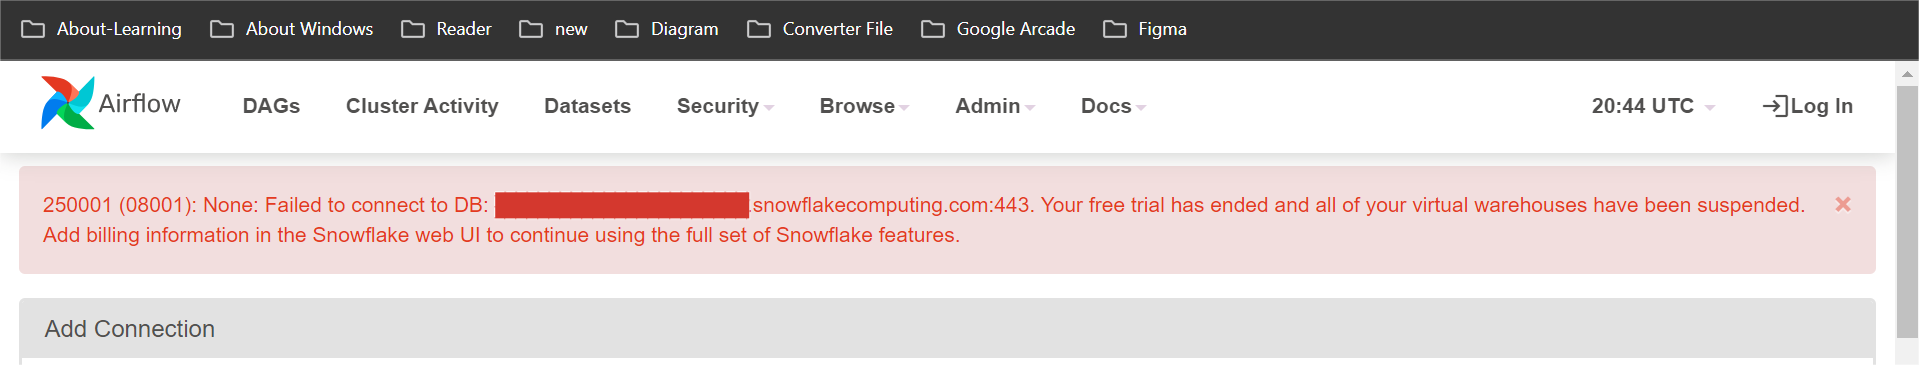 About-Learning About Windows Reader new Diagram Converter File Google Arcade Figma
Airflow DAGs Cluster Activity Datasets Security Browse Admin Docs 20:44 UTC Log In
250001 (08001): None: Failed to connect to DB: .snowflakecomputing.com:443. Your free trial has ended and all of your virtual warehouses have been suspended. ×
Add billing information in the Snowflake web UI to continue using the full set of Snowflake features.
Add Connection